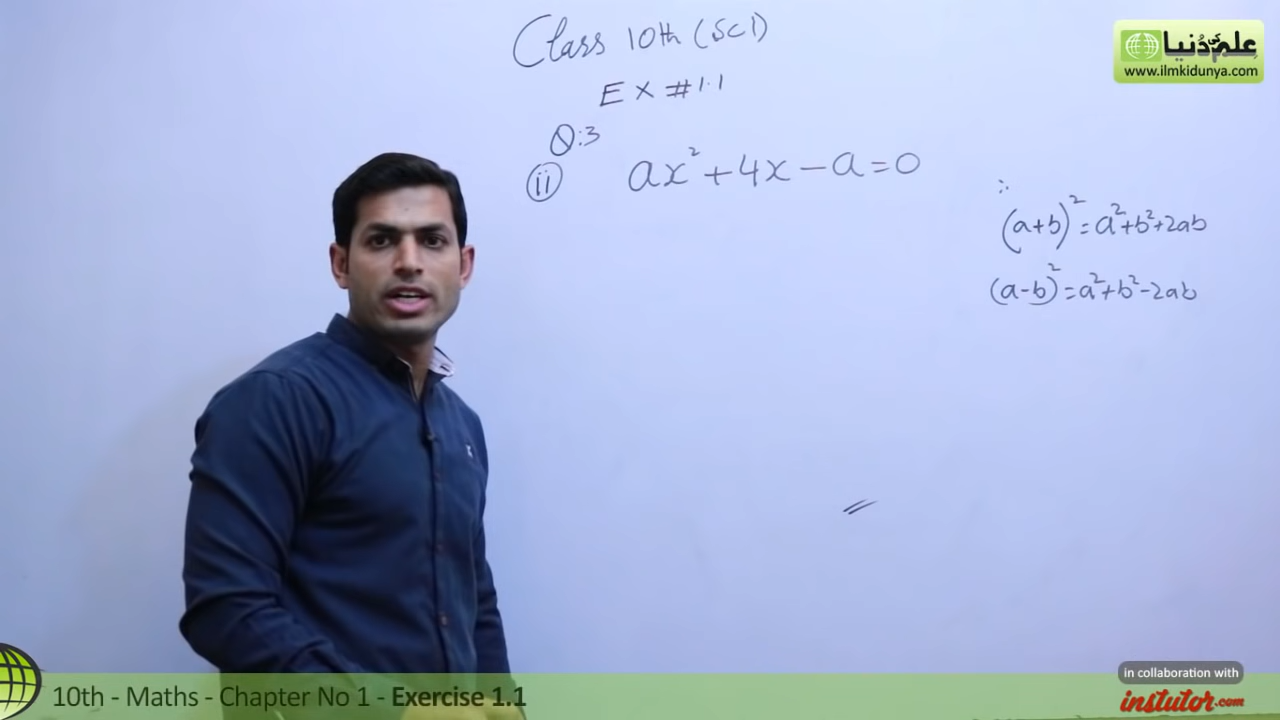 Class 10th (SCI)
EX #1.1
Q:3
ii ax²+4x-a=0
∵
(a+b)²=a²+b²+2ab
(a-b)²=a²+b²-2ab
علم کی دُنیا
www.ilmkidunya.com
in collaboration with
instutor.com
10th - Maths - Chapter No 1 - Exercise 1.1